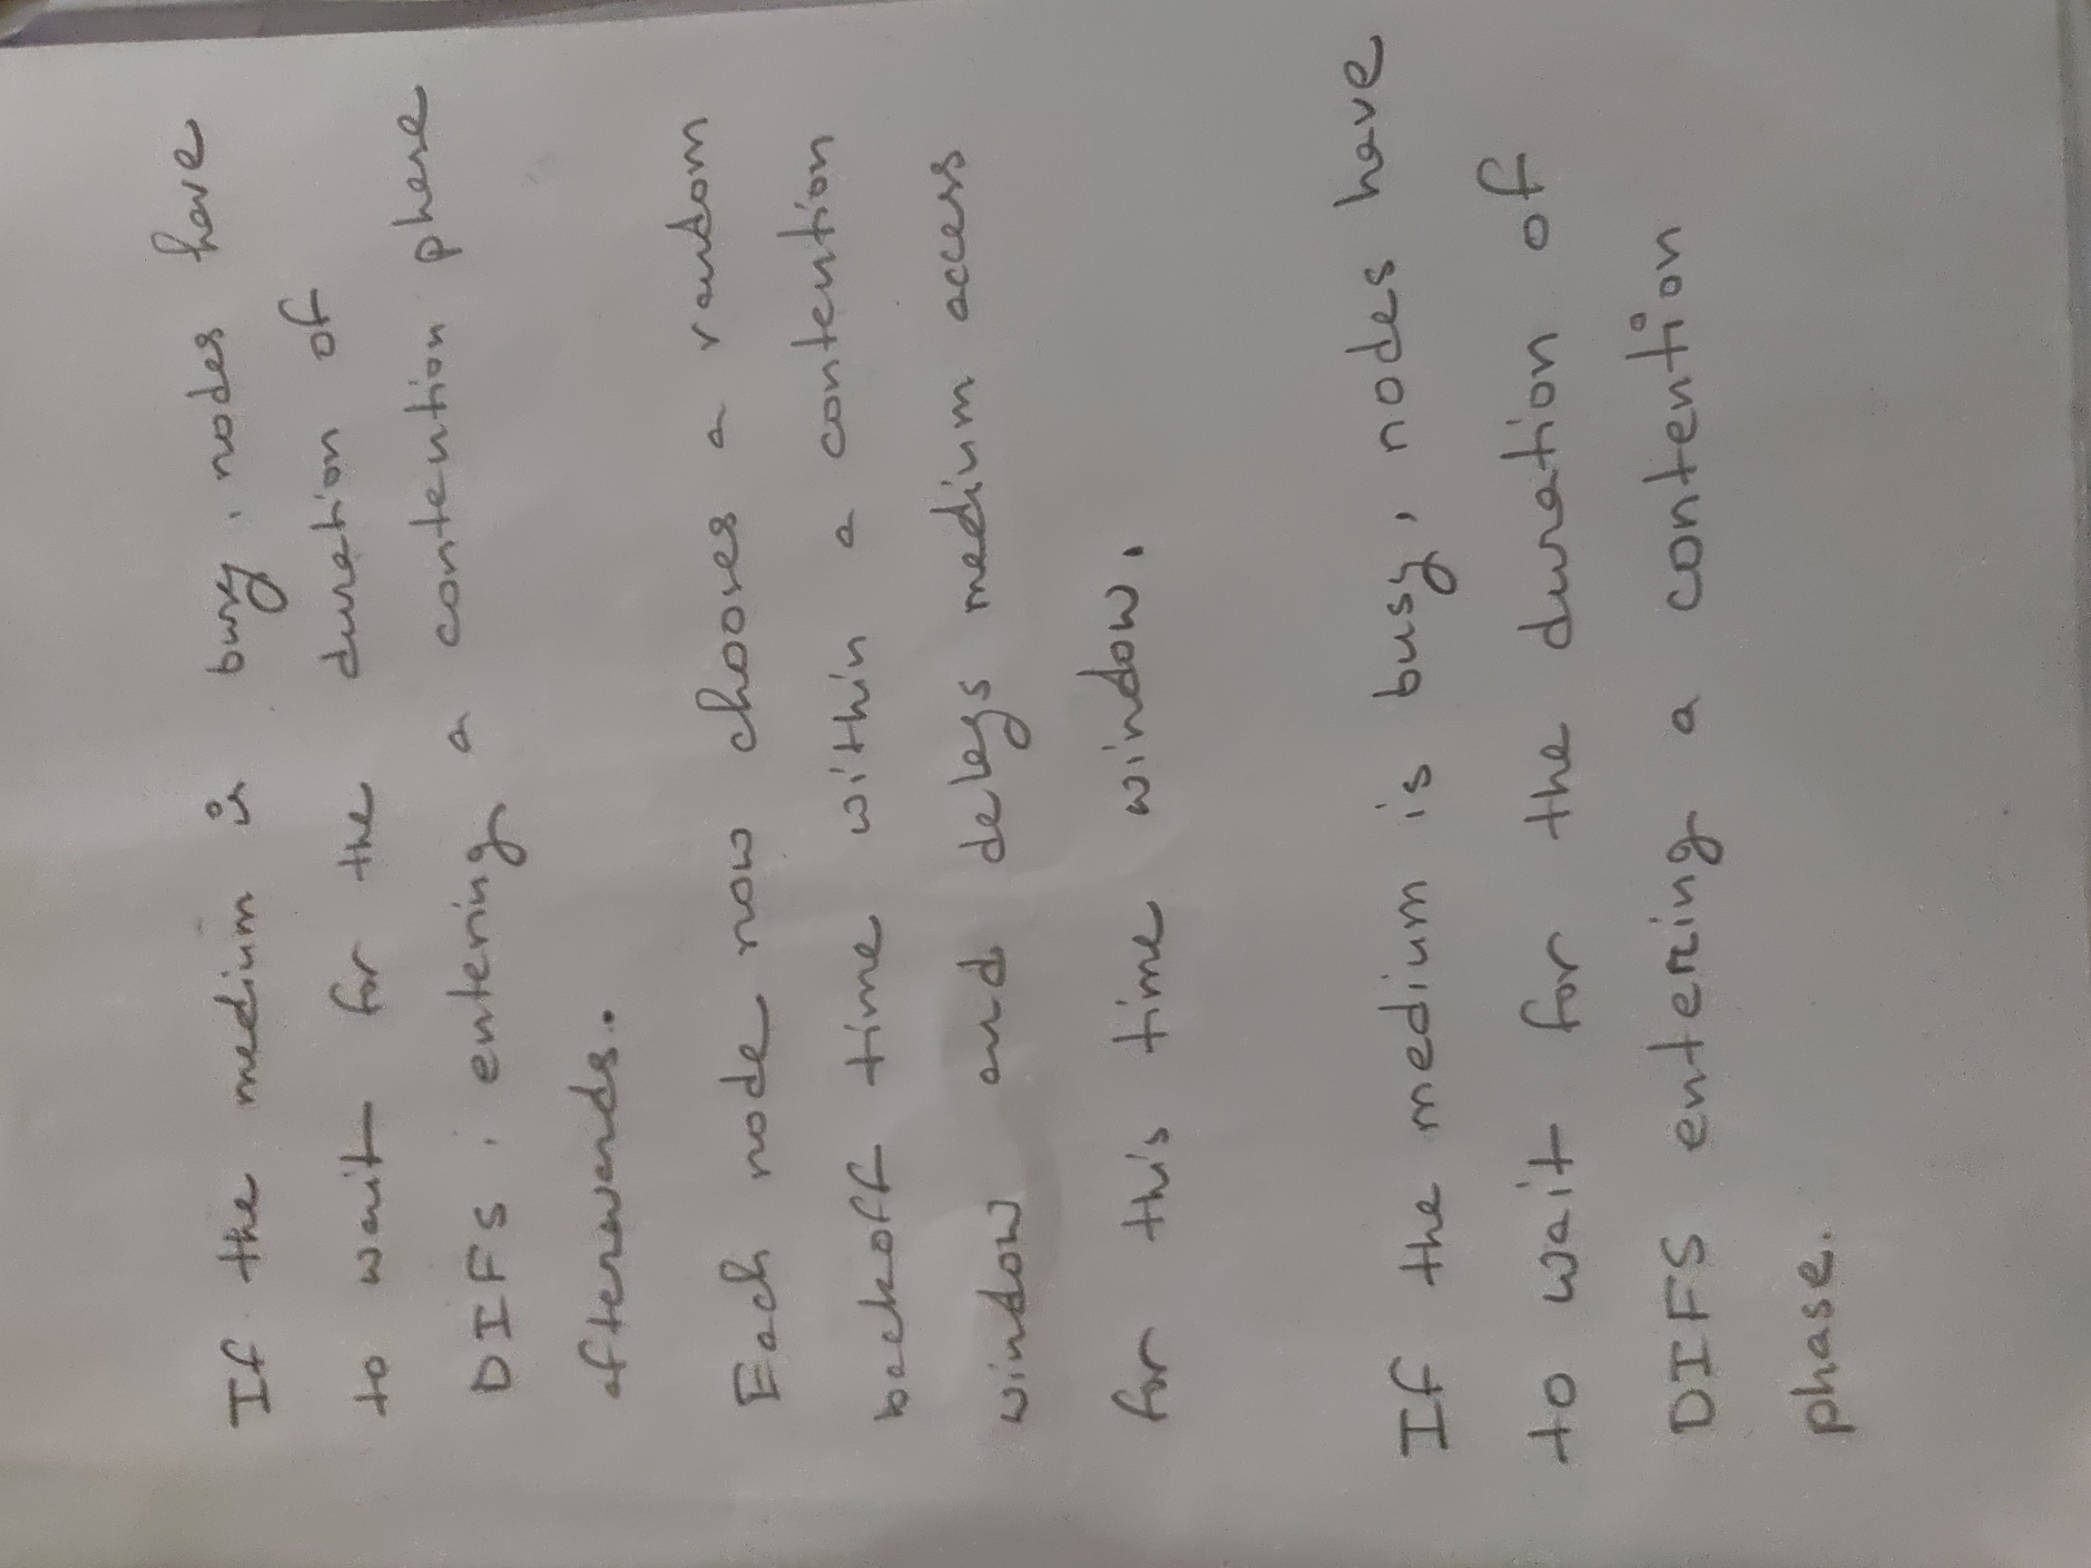 If the medium is busy, nodes have
to wait for the duration of
DIFS, entering a contention phase
afterwards.
Each node now chooses a random
backoff time within a contention
window and delays medium access
for this time window.
If the medium is busy, nodes have
to wait for the duration of
DIFS entering a contention
phase.